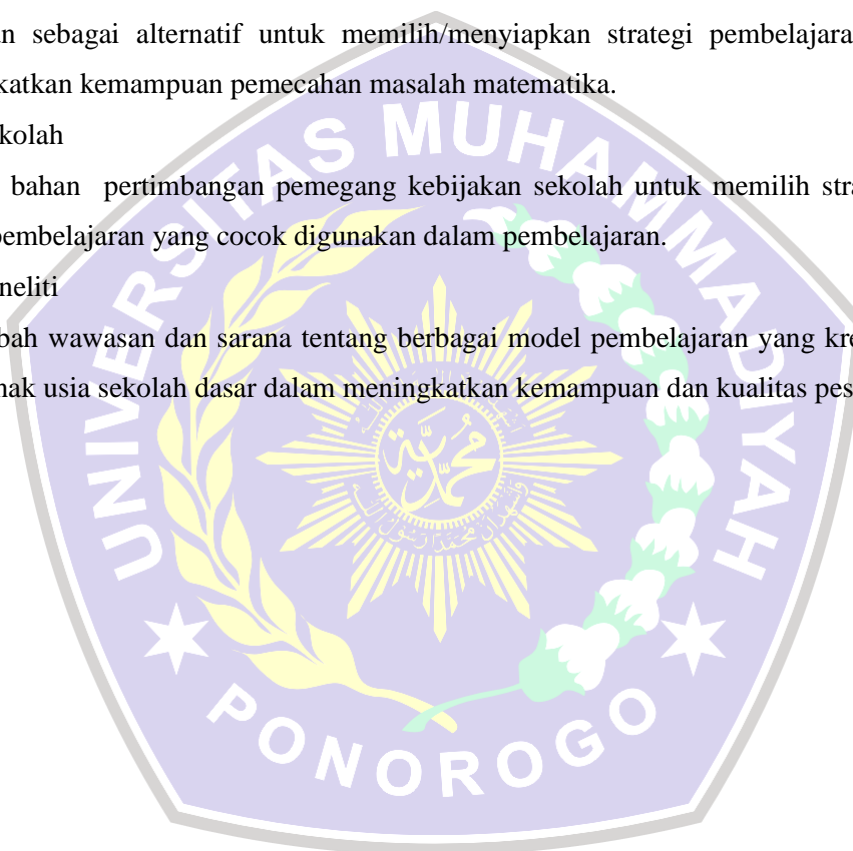 n sebagai alternatif untuk memilih/menyiapkan strategi pembelajara
katkan kemampuan pemecahan masalah matematika.
kolah
bahan pertimbangan pemegang kebijakan sekolah untuk memilih stra
pembelajaran yang cocok digunakan dalam pembelajaran.
neliti
bah wawasan dan sarana tentang berbagai model pembelajaran yang kre
nak usia sekolah dasar dalam meningkatkan kemampuan dan kualitas pes
UNIVERSITAS MUHAMMADIYAH
محمدية
PONOROGO